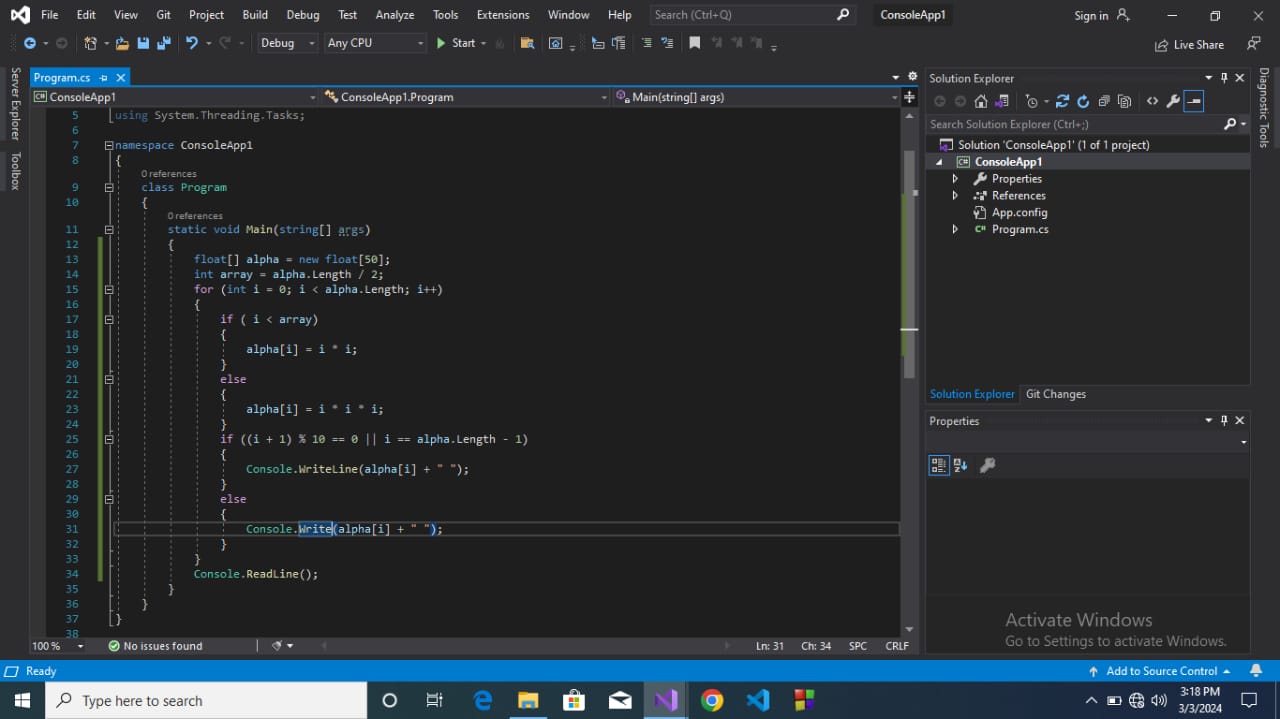 File Edit View Git Project Build Debug Test Analyze Tools Extensions Window Help Search (Ctrl+Q) ConsoleApp1 Sign in
Debug Any CPU Start Live Share
Server Explorer
Toolbox
Program.cs
ConsoleApp1 ConsoleApp1.Program Main(string[] args)
5 using System.Threading.Tasks;
6
7 namespace ConsoleApp1
8 {
0 references
9 class Program
10 {
0 references
11 static void Main(string[] args)
12 {
13 float[] alpha = new float[50];
14 int array = alpha.Length / 2;
15 for (int i = 0; i < alpha.Length; i++)
16 {
17 if ( i < array)
18 {
19 alpha[i] = i * i;
20 }
21 else
22 {
23 alpha[i] = i * i * i;
24 }
25 if ((i + 1) % 10 == 0 || i == alpha.Length - 1)
26 {
27 Console.WriteLine(alpha[i] + " ");
28 }
29 else
30 {
31 Console.Write(alpha[i] + " ");
32 }
33 }
34 Console.ReadLine();
35 }
36 }
37 }
38
100 % No issues found Ln: 31 Ch: 34 SPC CRLF
Solution Explorer
Search Solution Explorer (Ctrl+;)
Solution 'ConsoleApp1' (1 of 1 project)
ConsoleApp1
Properties
References
App.config
C# Program.cs
Solution Explorer Git Changes
Properties
Diagnostic Tools
Activate Windows
Go to Settings to activate Windows.
Ready Add to Source Control
Type here to search
3:18 PM
3/3/2024